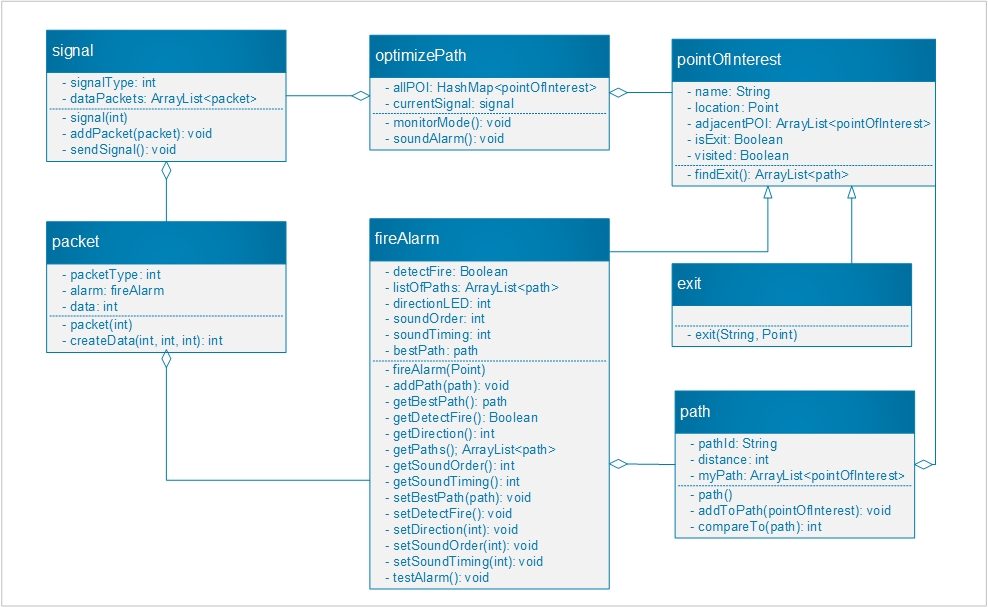 signal
- signalType: int
- dataPackets: ArrayList<packet>
- signal(int)
- addPacket(packet): void
- sendSignal(): void
optimizePath
- allPOI: HashMap<pointOfInterest>
- currentSignal: signal
- monitorMode(): void
- soundAlarm(): void
pointOfInterest
- name: String
- location: Point
- adjacentPOI: ArrayList<pointOfInterest>
- isExit: Boolean
- visited: Boolean
- findExit(): ArrayList<path>
packet
- packetType: int
- alarm: fireAlarm
- data: int
- packet(int)
- createData(int, int, int): int
fireAlarm
- detectFire: Boolean
- listOfPaths: ArrayList<path>
- directionLED: int
- soundOrder: int
- soundTiming: int
- bestPath: path
- fireAlarm(Point)
- addPath(path): void
- getBestPath(): path
- getDetectFire(): Boolean
- getDirection(): int
- getPaths(); ArrayList<path>
- getSoundOrder(): int
- getSoundTiming(): int
- setBestPath(path): void
- setDetectFire(): void
- setDirection(int): void
- setSoundOrder(int): void
- setSoundTiming(int): void
- testAlarm(): void
exit
- exit(String, Point)
path
- pathId: String
- distance: int
- myPath: ArrayList<pointOfInterest>
- path()
- addToPath(pointOfInterest): void
- compareTo(path): int